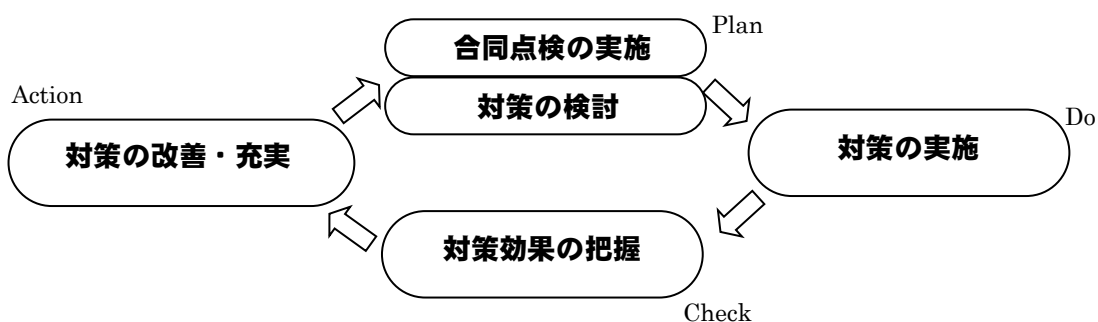 合同点検の実施
Plan
対策の検討
Action
Do
対策の改善・充実
対策の実施
対策効果の把握
Check